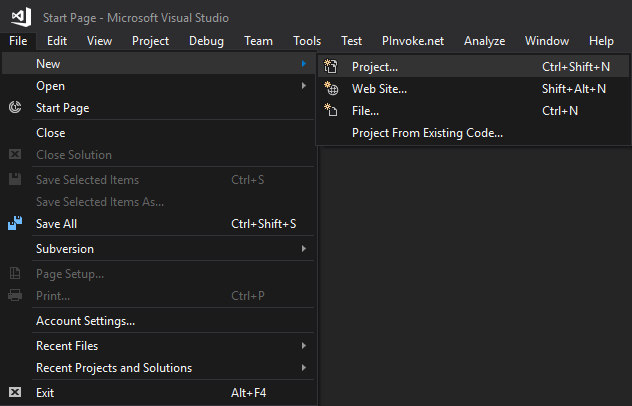 Start Page - Microsoft Visual Studio
File Edit View Project Debug Team Tools Test PInvoke.net Analyze Window Help
New
Project... Ctrl+Shift+N
Web Site... Shift+Alt+N
File... Ctrl+N
Project From Existing Code...
Open
Start Page
Close
Close Solution
Save Selected Items Ctrl+S
Save Selected Items As...
Save All Ctrl+Shift+S
Subversion
Page Setup...
Print... Ctrl+P
Account Settings...
Recent Files
Recent Projects and Solutions
Exit Alt+F4